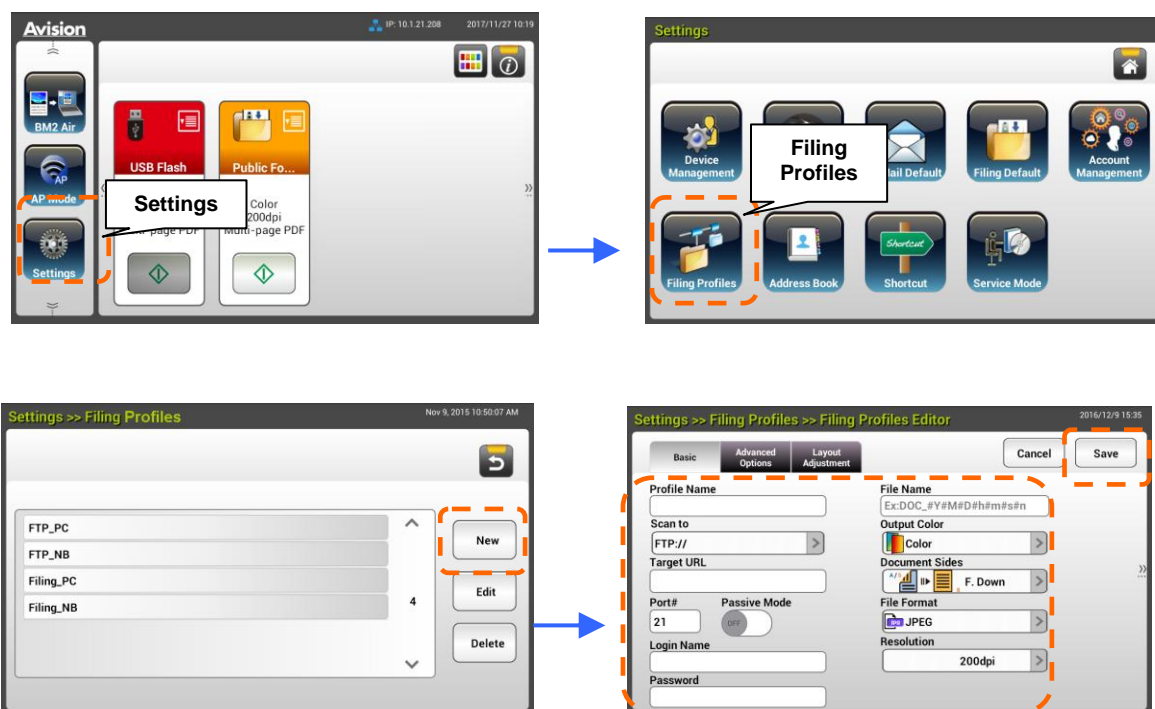 Avision
IP: 10.1.21.208
2017/11/27 10:19
BM2 Air
AP
AP Mode
Settings
USB Flash
Public Fo...
Color
200dpi
Multi-page PDF
page PDF
Settings
Settings
Device
Management
ail Default
Filing Default
Account
Management
Filing
Profiles
Filing Profiles
Address Book
Shortcut
Shortcut
Service Mode
Settings >> Filing Profiles
Nov 9, 2015 10:50:07 AM
FTP_PC
FTP_NB
Filing_PC
Filing_NB
4
New
Edit
Delete
Settings >> Filing Profiles >> Filing Profiles Editor
2016/12/9 15:35
Basic
Advanced
Options
Layout
Adjustment
Cancel
Save
Profile Name
Scan to
FTP://
Target URL
Port#
Passive Mode
21
OFF
Login Name
Password
File Name
Ex:DOC_#Y#M#D#h#m#s#n
Output Color
Color
Document Sides
F. Down
File Format
JPEG
Resolution
200dpi